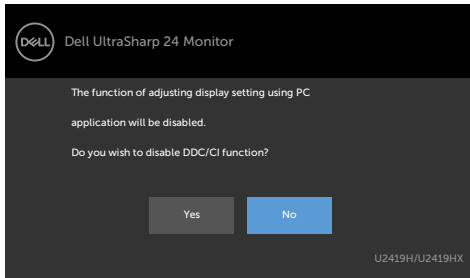 DELL Dell UltraSharp 24 Monitor
The function of adjusting display setting using PC
application will be disabled.
Do you wish to disable DDC/CI function?
Yes No
U2419H/U2419HX